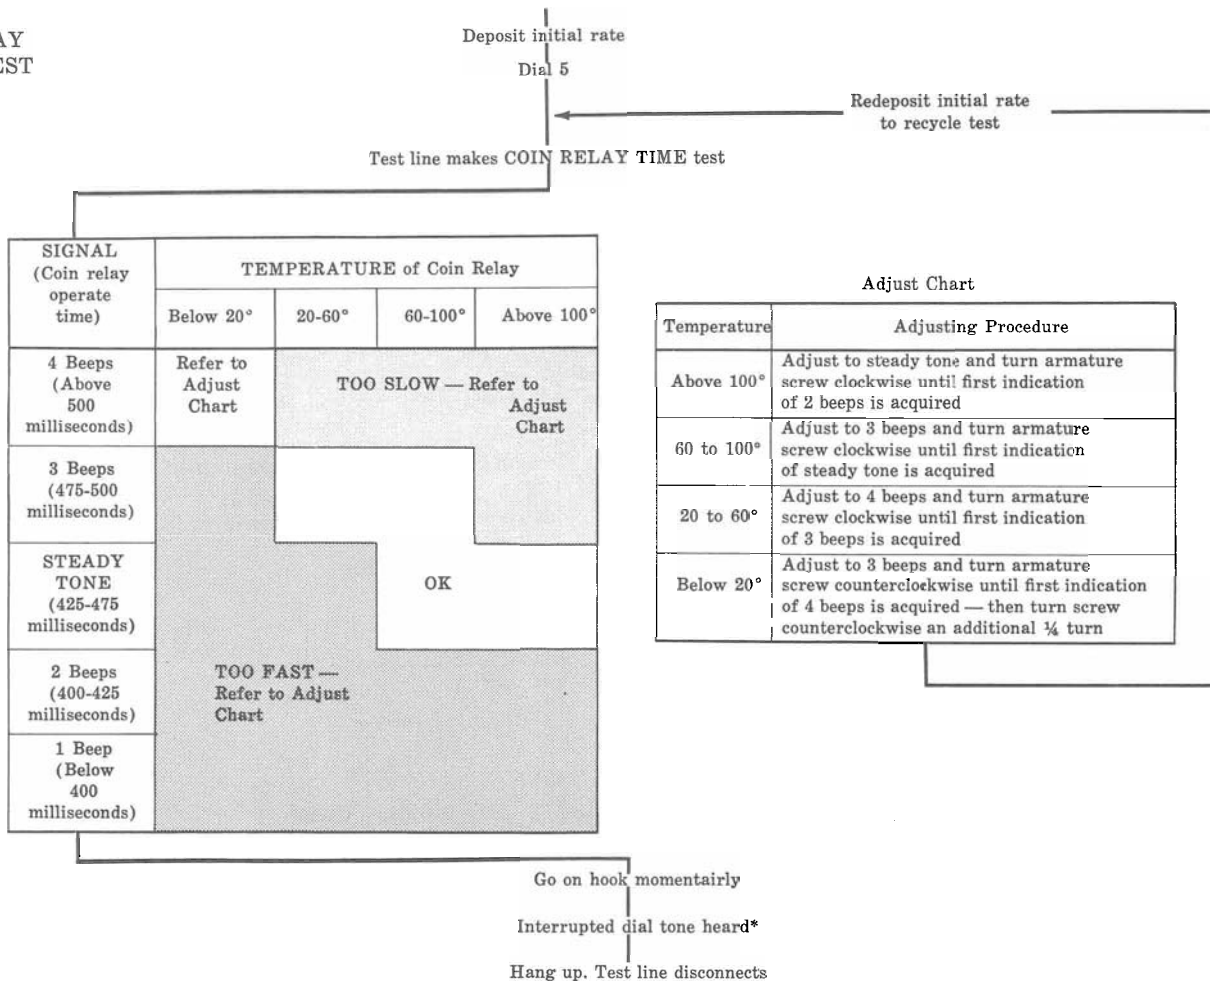 AY
EST
Deposit initial rate
Dial 5
Redeposit initial rate
to recycle test
Test line makes COIN RELAY TIME test
SIGNAL
(Coin relay
operate
time)
TEMPERATURE of Coin Relay
Below 20°
20-60°
60-100°
Above 100°
4 Beeps
(Above
500
milliseconds)
Refer to
Adjust
Chart
TOO SLOW — Refer to
Adjust
Chart
3 Beeps
(475-500
milliseconds)
STEADY
TONE
(425-475
milliseconds)
OK
2 Beeps
(400-425
milliseconds)
TOO FAST —
Refer to Adjust
Chart
1 Beep
(Below
400
milliseconds)
Adjust Chart
Temperature
Adjusting Procedure
Above 100°
Adjust to steady tone and turn armature
screw clockwise until first indication
of 2 beeps is acquired
60 to 100°
Adjust to 3 beeps and turn armature
screw clockwise until first indication
of steady tone is acquired
20 to 60°
Adjust to 4 beeps and turn armature
screw clockwise until first indication
of 3 beeps is acquired
Below 20°
Adjust to 3 beeps and turn armature
screw counterclockwise until first indication
of 4 beeps is acquired — then turn screw
counterclockwise an additional ¼ turn
Go on hook momentairly
Interrupted dial tone heard*
Hang up. Test line disconnects